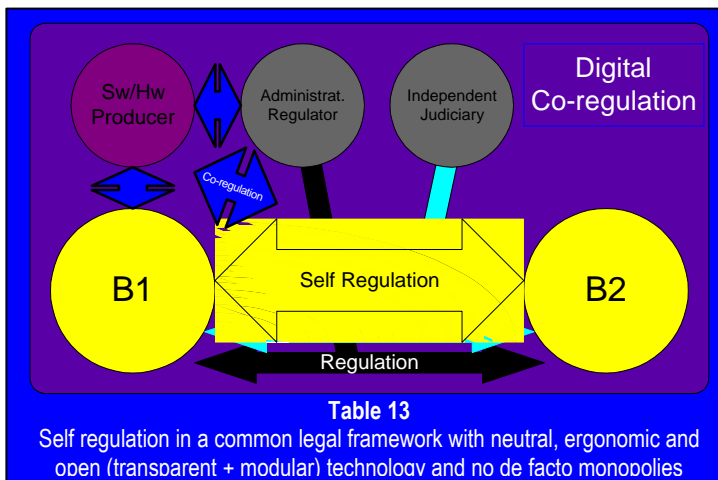 Digital
Co-regulation
Sw/Hw
Producer
Administrat.
Regulator
Independent
Judiciary
Co-regulation
B1
Self Regulation
B2
Regulation
Table 13
Self regulation in a common legal framework with neutral, ergonomic and
open (transparent + modular) technology and no de facto monopolies